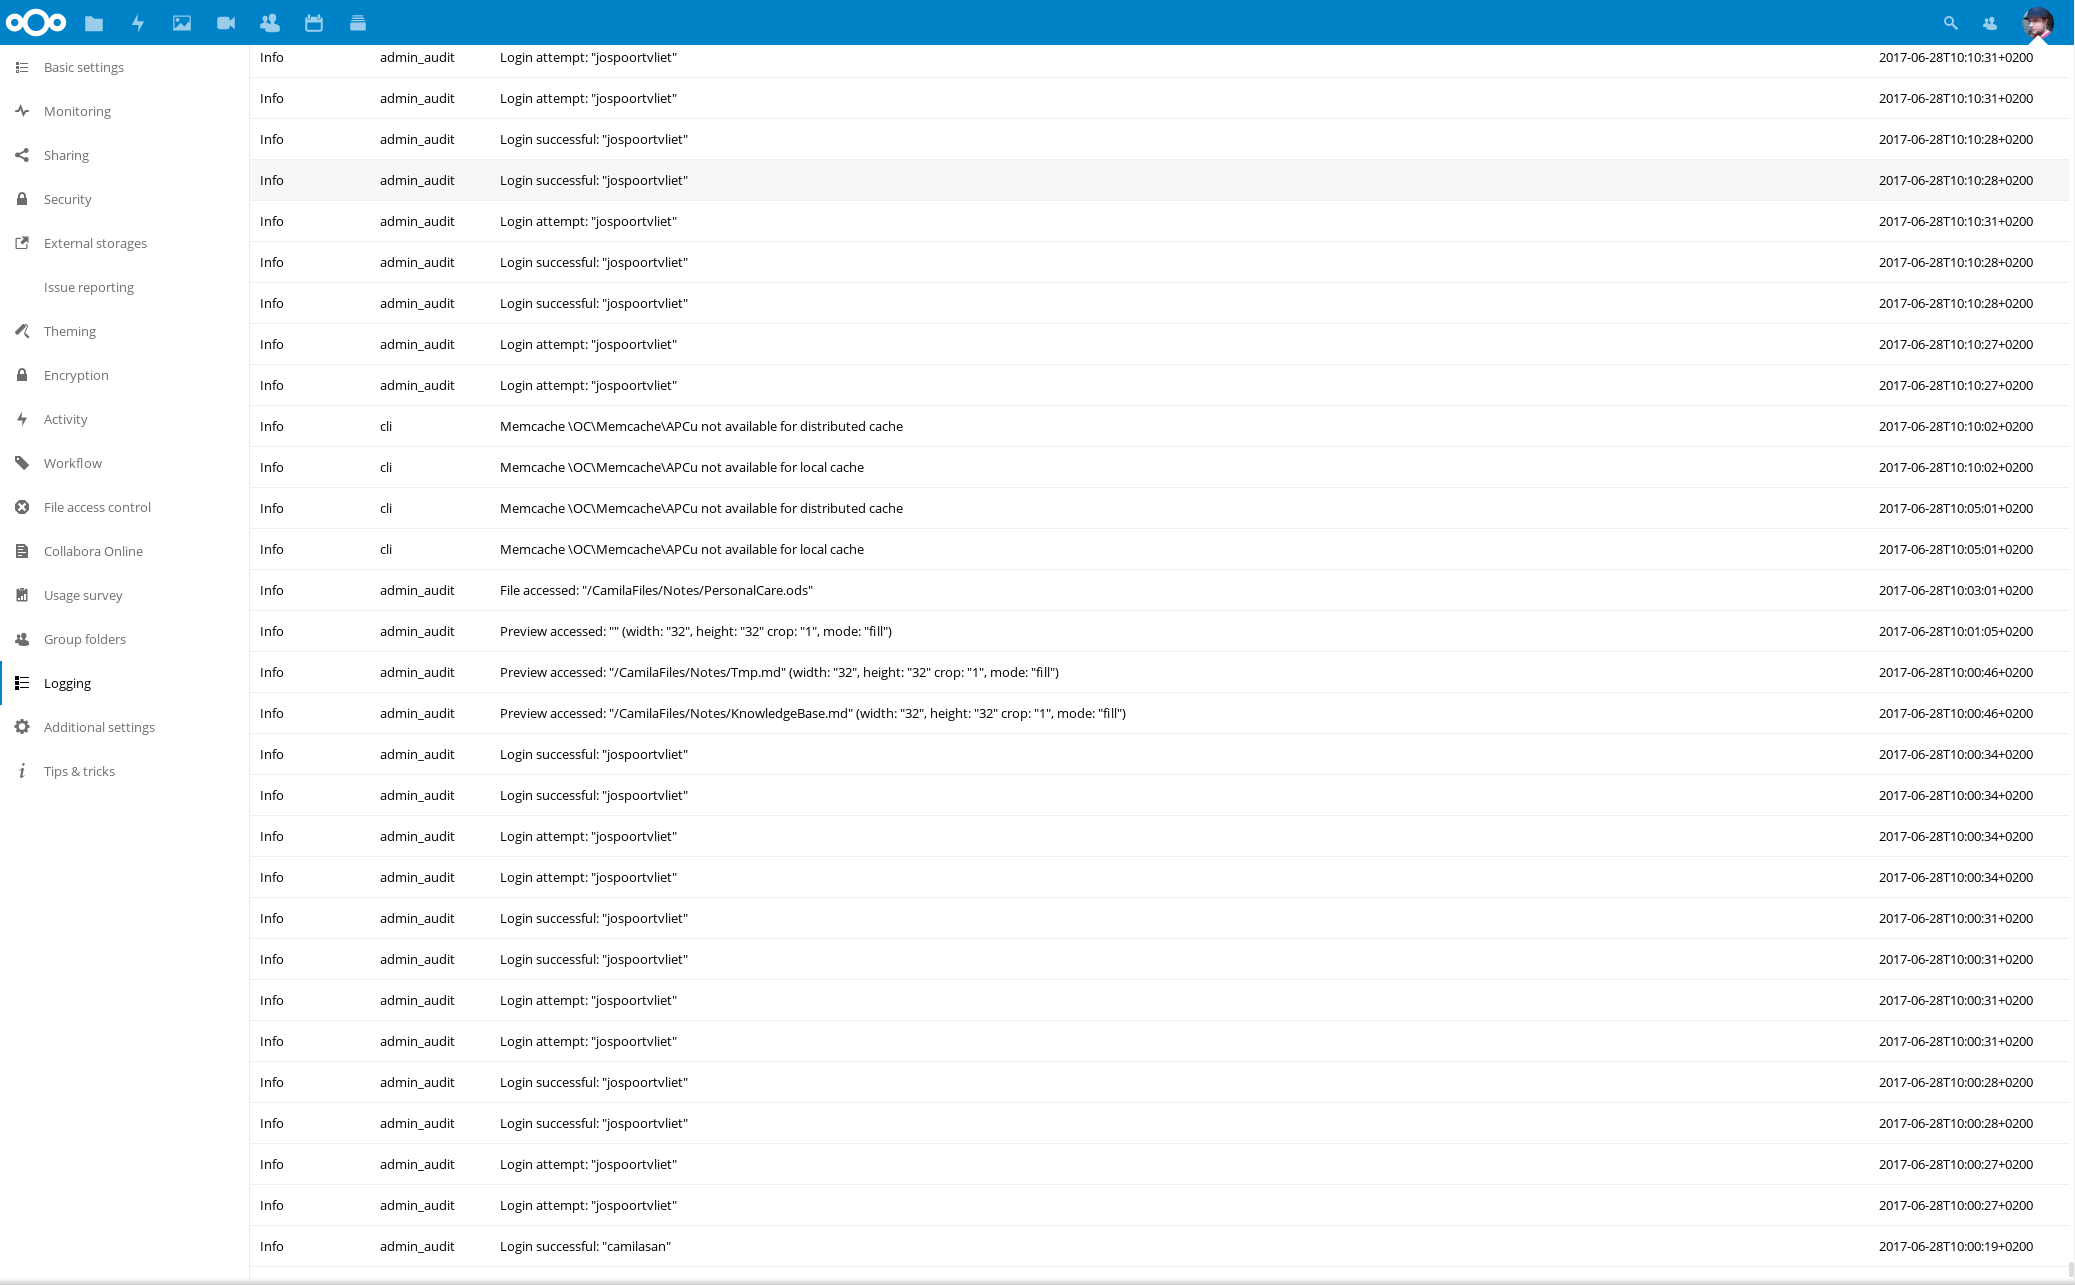 Basic settings
Monitoring
Sharing
Security
External storages
Issue reporting
Theming
Encryption
Activity
Workflow
File access control
Collabora Online
Usage survey
Group folders
Logging
Additional settings
Tips & tricks
Info admin_audit Login attempt: "jospoortvliet" 2017-06-28T10:10:31+0200
Info admin_audit Login attempt: "jospoortvliet" 2017-06-28T10:10:31+0200
Info admin_audit Login successful: "jospoortvliet" 2017-06-28T10:10:28+0200
Info admin_audit Login successful: "jospoortvliet" 2017-06-28T10:10:28+0200
Info admin_audit Login attempt: "jospoortvliet" 2017-06-28T10:10:31+0200
Info admin_audit Login successful: "jospoortvliet" 2017-06-28T10:10:28+0200
Info admin_audit Login successful: "jospoortvliet" 2017-06-28T10:10:28+0200
Info admin_audit Login attempt: "jospoortvliet" 2017-06-28T10:10:27+0200
Info admin_audit Login attempt: "jospoortvliet" 2017-06-28T10:10:27+0200
Info cli Memcache \OC\Memcache\APCu not available for distributed cache 2017-06-28T10:10:02+0200
Info cli Memcache \OC\Memcache\APCu not available for local cache 2017-06-28T10:10:02+0200
Info cli Memcache \OC\Memcache\APCu not available for distributed cache 2017-06-28T10:05:01+0200
Info cli Memcache \OC\Memcache\APCu not available for local cache 2017-06-28T10:05:01+0200
Info admin_audit File accessed: "/CamilaFiles/Notes/PersonalCare.ods" 2017-06-28T10:03:01+0200
Info admin_audit Preview accessed: "" (width: "32", height: "32" crop: "1", mode: "fill") 2017-06-28T10:01:05+0200
Info admin_audit Preview accessed: "/CamilaFiles/Notes/Tmp.md" (width: "32", height: "32" crop: "1", mode: "fill") 2017-06-28T10:00:46+0200
Info admin_audit Preview accessed: "/CamilaFiles/Notes/KnowledgeBase.md" (width: "32", height: "32" crop: "1", mode: "fill") 2017-06-28T10:00:46+0200
Info admin_audit Login successful: "jospoortvliet" 2017-06-28T10:00:34+0200
Info admin_audit Login successful: "jospoortvliet" 2017-06-28T10:00:34+0200
Info admin_audit Login attempt: "jospoortvliet" 2017-06-28T10:00:34+0200
Info admin_audit Login attempt: "jospoortvliet" 2017-06-28T10:00:34+0200
Info admin_audit Login successful: "jospoortvliet" 2017-06-28T10:00:31+0200
Info admin_audit Login successful: "jospoortvliet" 2017-06-28T10:00:31+0200
Info admin_audit Login attempt: "jospoortvliet" 2017-06-28T10:00:31+0200
Info admin_audit Login attempt: "jospoortvliet" 2017-06-28T10:00:31+0200
Info admin_audit Login successful: "jospoortvliet" 2017-06-28T10:00:28+0200
Info admin_audit Login successful: "jospoortvliet" 2017-06-28T10:00:28+0200
Info admin_audit Login attempt: "jospoortvliet" 2017-06-28T10:00:27+0200
Info admin_audit Login attempt: "jospoortvliet" 2017-06-28T10:00:27+0200
Info admin_audit Login successful: "camilasan" 2017-06-28T10:00:19+0200